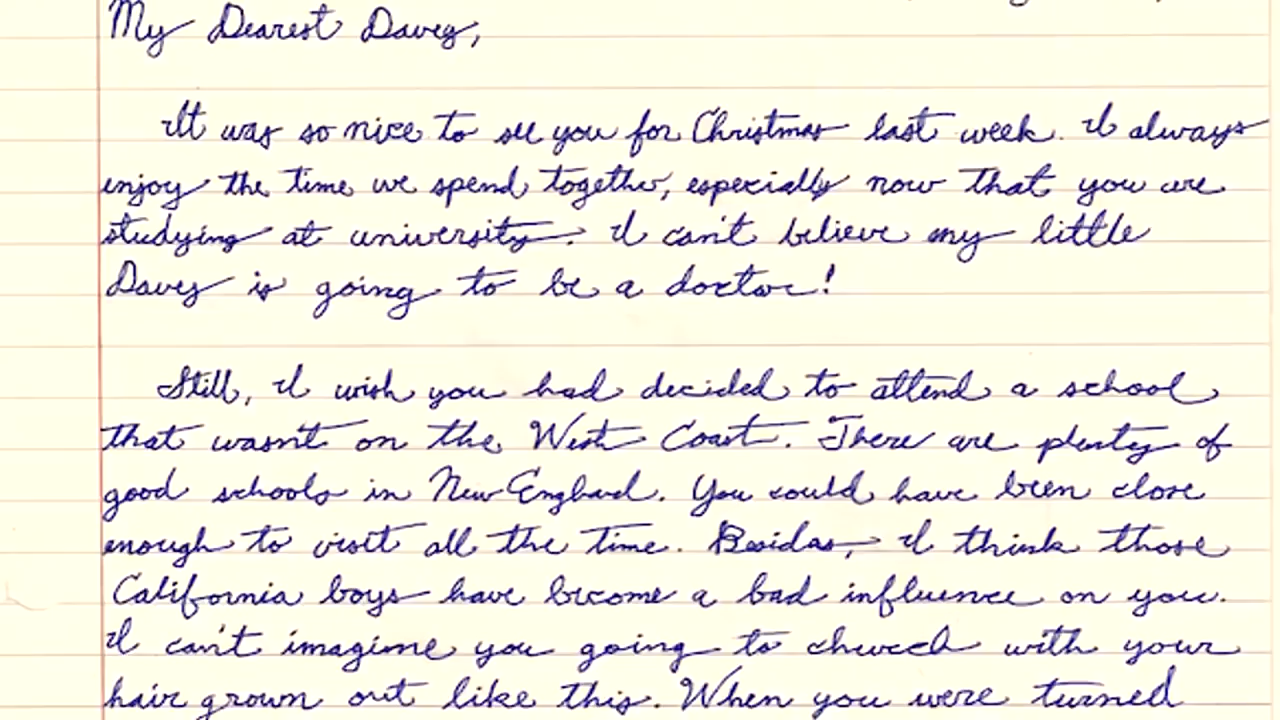 My Dearest Davey,
It was so nice to see you for Christmas last week. I always
enjoy the time we spend together, especially now that you are
studying at university. I can't believe my little
Davey is going to be a doctor!
Still, I wish you had decided to attend a school
that wasn't on the West Coast. There are plenty of
good schools in New England. You could have been close
enough to visit all the time. Besides, I think those
California boys have become a bad influence on you.
I can't imagine you going to church with your
hair grown out like this. When you were turned